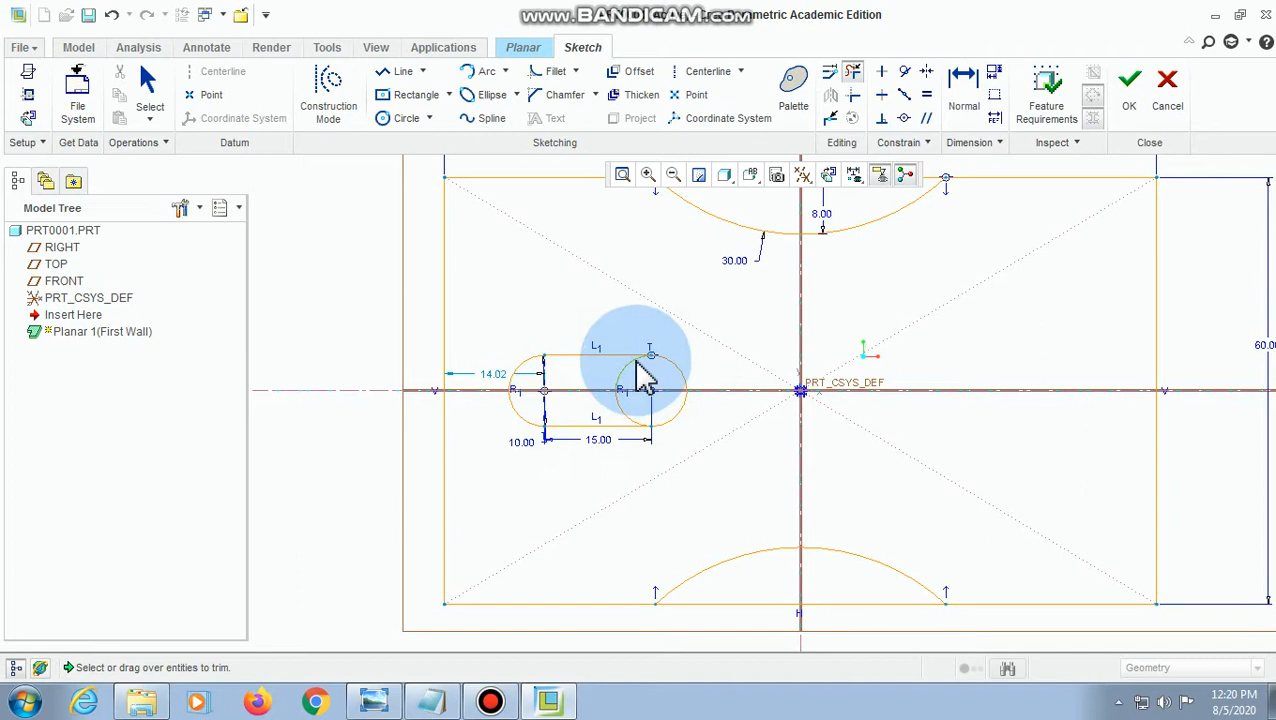 www.BANDICAM.com
metric Academic Edition
File
Model
Analysis
Annotate
Render
Tools
View
Applications
Planar
Sketch
Centerline
Point
Coordinate System
File System
Select
Construction Mode
Line
Rectangle
Circle
Arc
Ellipse
Spline
Fillet
Chamfer
Text
Offset
Thicken
Project
Centerline
Point
Coordinate System
Palette
Normal
Feature Requirements
OK
Cancel
Setup
Get Data
Operations
Datum
Sketching
Editing
Constrain
Dimension
Inspect
Close
Model Tree
PRT0001.PRT
RIGHT
TOP
FRONT
PRT_CSYS_DEF
Insert Here
Planar 1(First Wall)
8.00
30.00
L1
T
14.02
V
R1
R1
PRT_CSYS_DEF
V
60.00
L1
10.00
15.00
H
Select or drag over entities to trim.
Geometry
12:20 PM
8/5/2020